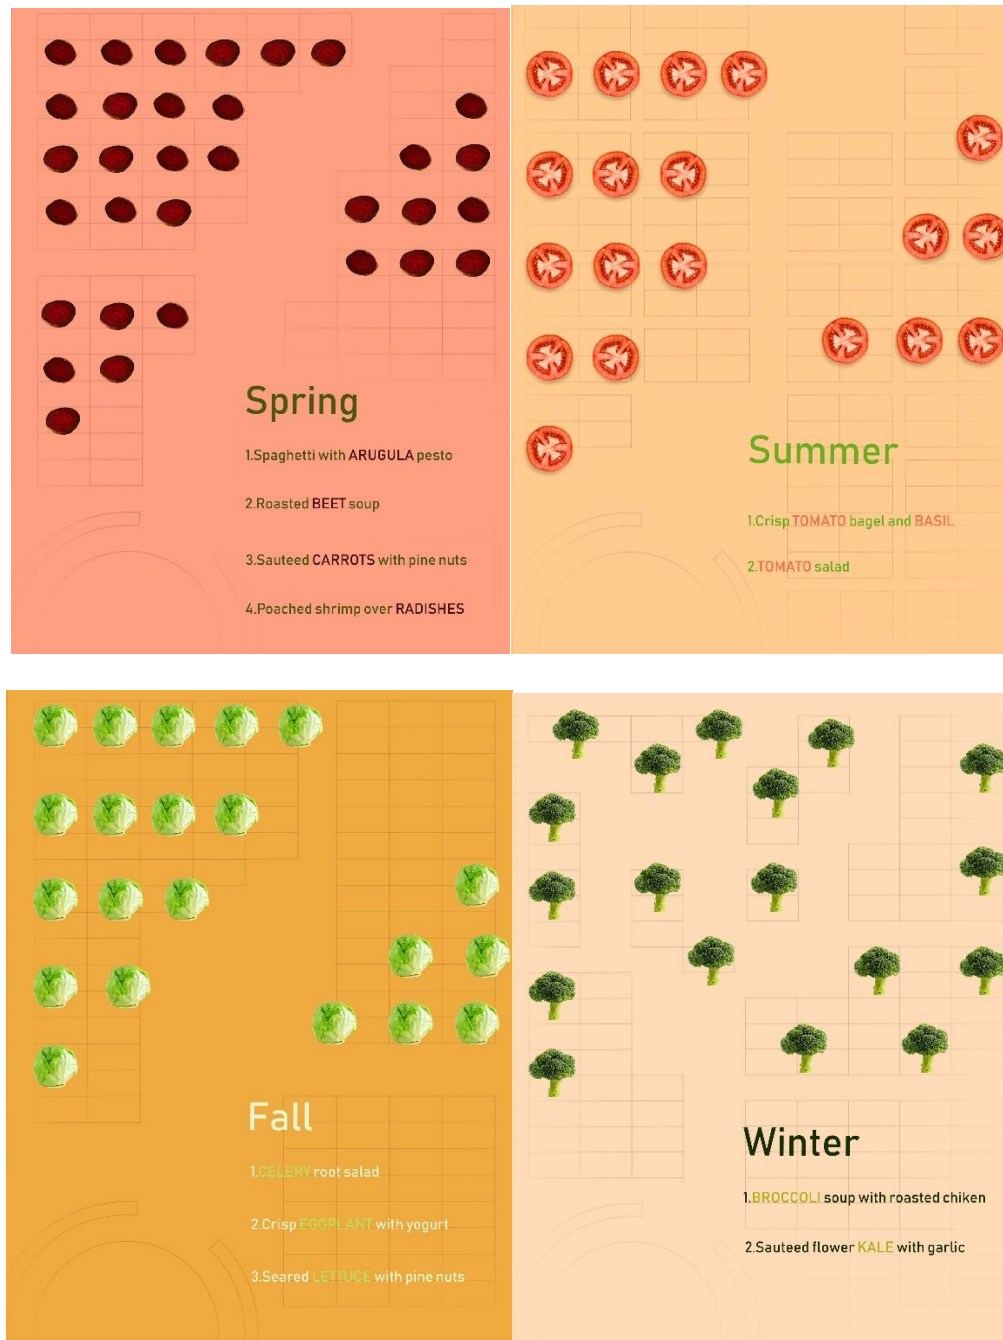 Spring
1.Spaghetti with ARUGULA pesto
2.Roasted BEET soup
3.Sauteed CARROTS with pine nuts
4.Poached shrimp over RADISHES
Summer
1.Crisp TOMATO bagel and BASIL
2.TOMATO salad
Fall
1.CELERY root salad
2.Crisp EGGPLANT with yogurt
3.Seared LETTUCE with pine nuts
Winter
1.BROCCOLI soup with roasted chiken
2.Sauteed flower KALE with garlic